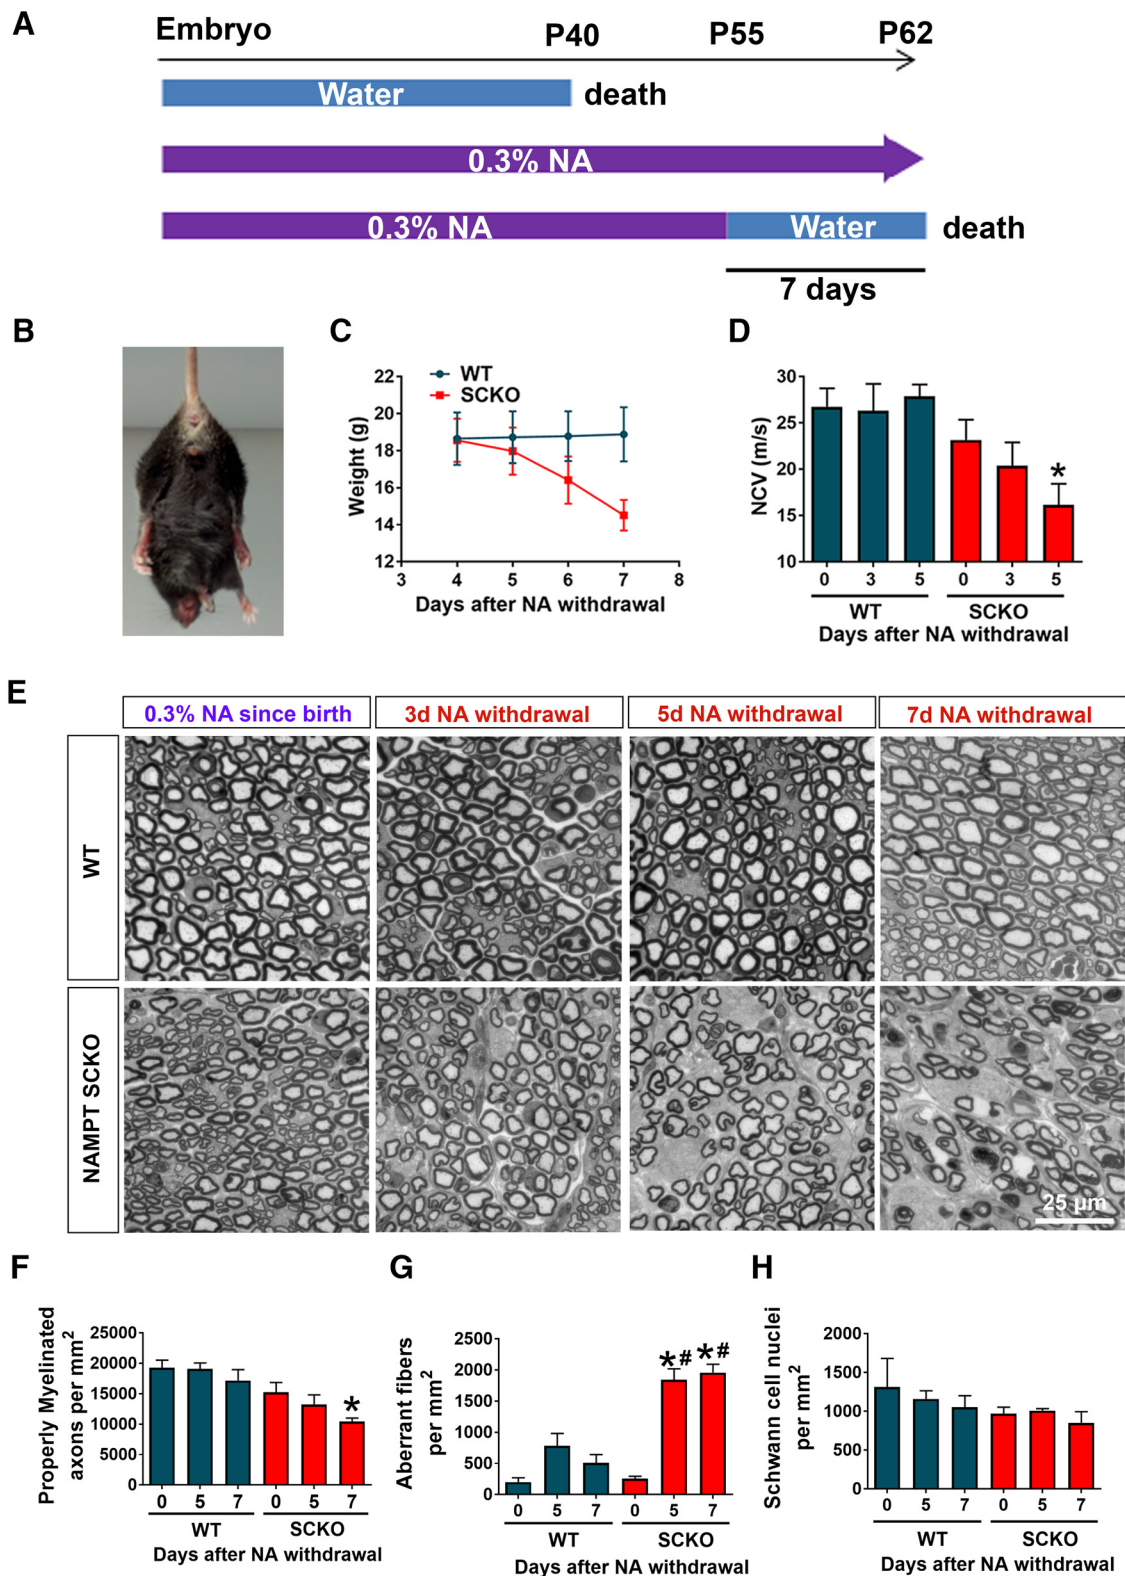 A
Embryo
P40
P55
P62
Water
death
0.3% NA
0.3% NA
Water
death
7 days
B
C
WT
SCKO
22
20
18
16
14
12
3
4
5
6
7
8
Weight (g)
Days after NA withdrawal
D
30
25
20
15
10
NCV (m/s)
*
0
3
5
0
3
5
WT
SCKO
Days after NA withdrawal
E
0.3% NA since birth
3d NA withdrawal
5d NA withdrawal
7d NA withdrawal
WT
NAMPT SCKO
25 µm
F
Properly Myelinated
axons per mm²
25000
20000
15000
10000
5000
0
*
0
5
7
0
5
7
WT
SCKO
Days after NA withdrawal
G
Aberrant fibers
per mm²
2500
2000
1500
1000
500
0
*#
*#
0
5
7
0
5
7
WT
SCKO
Days after NA withdrawal
H
Schwann cell nuclei
per mm²
2000
1500
1000
500
0
0
5
7
0
5
7
WT
SCKO
Days after NA withdrawal